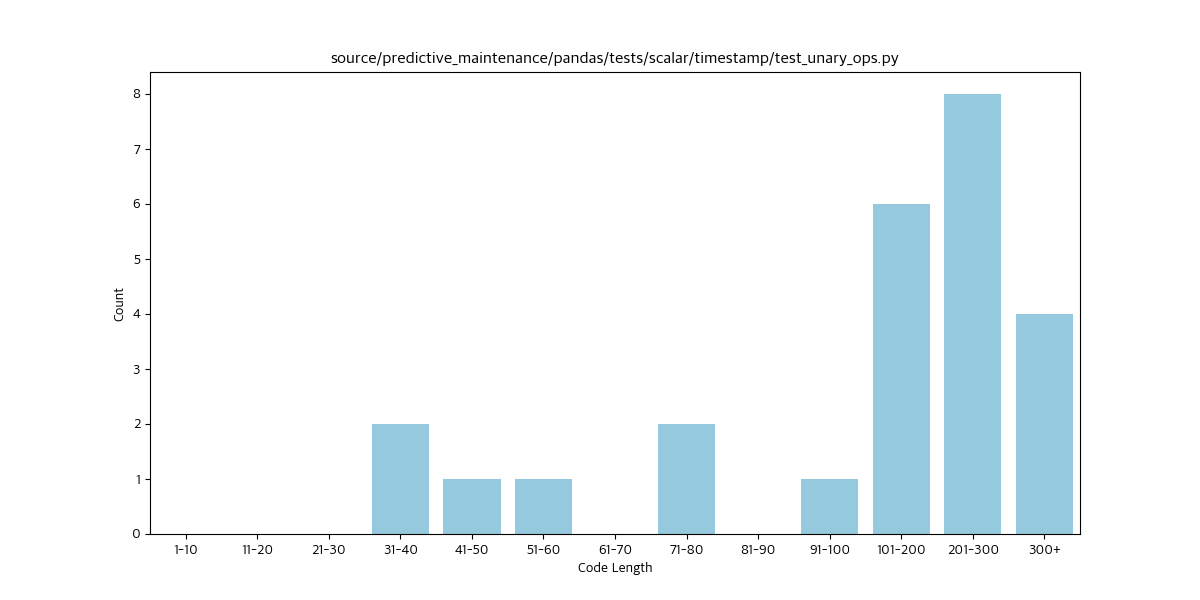 source/predictive_maintenance/pandas/tests/scalar/timestamp/test_unary_ops.py
8
7
6
5
4
3
2
1
0
Count
1-10 11-20 21-30 31-40 41-50 51-60 61-70 71-80 81-90 91-100 101-200 201-300 300+
Code Length